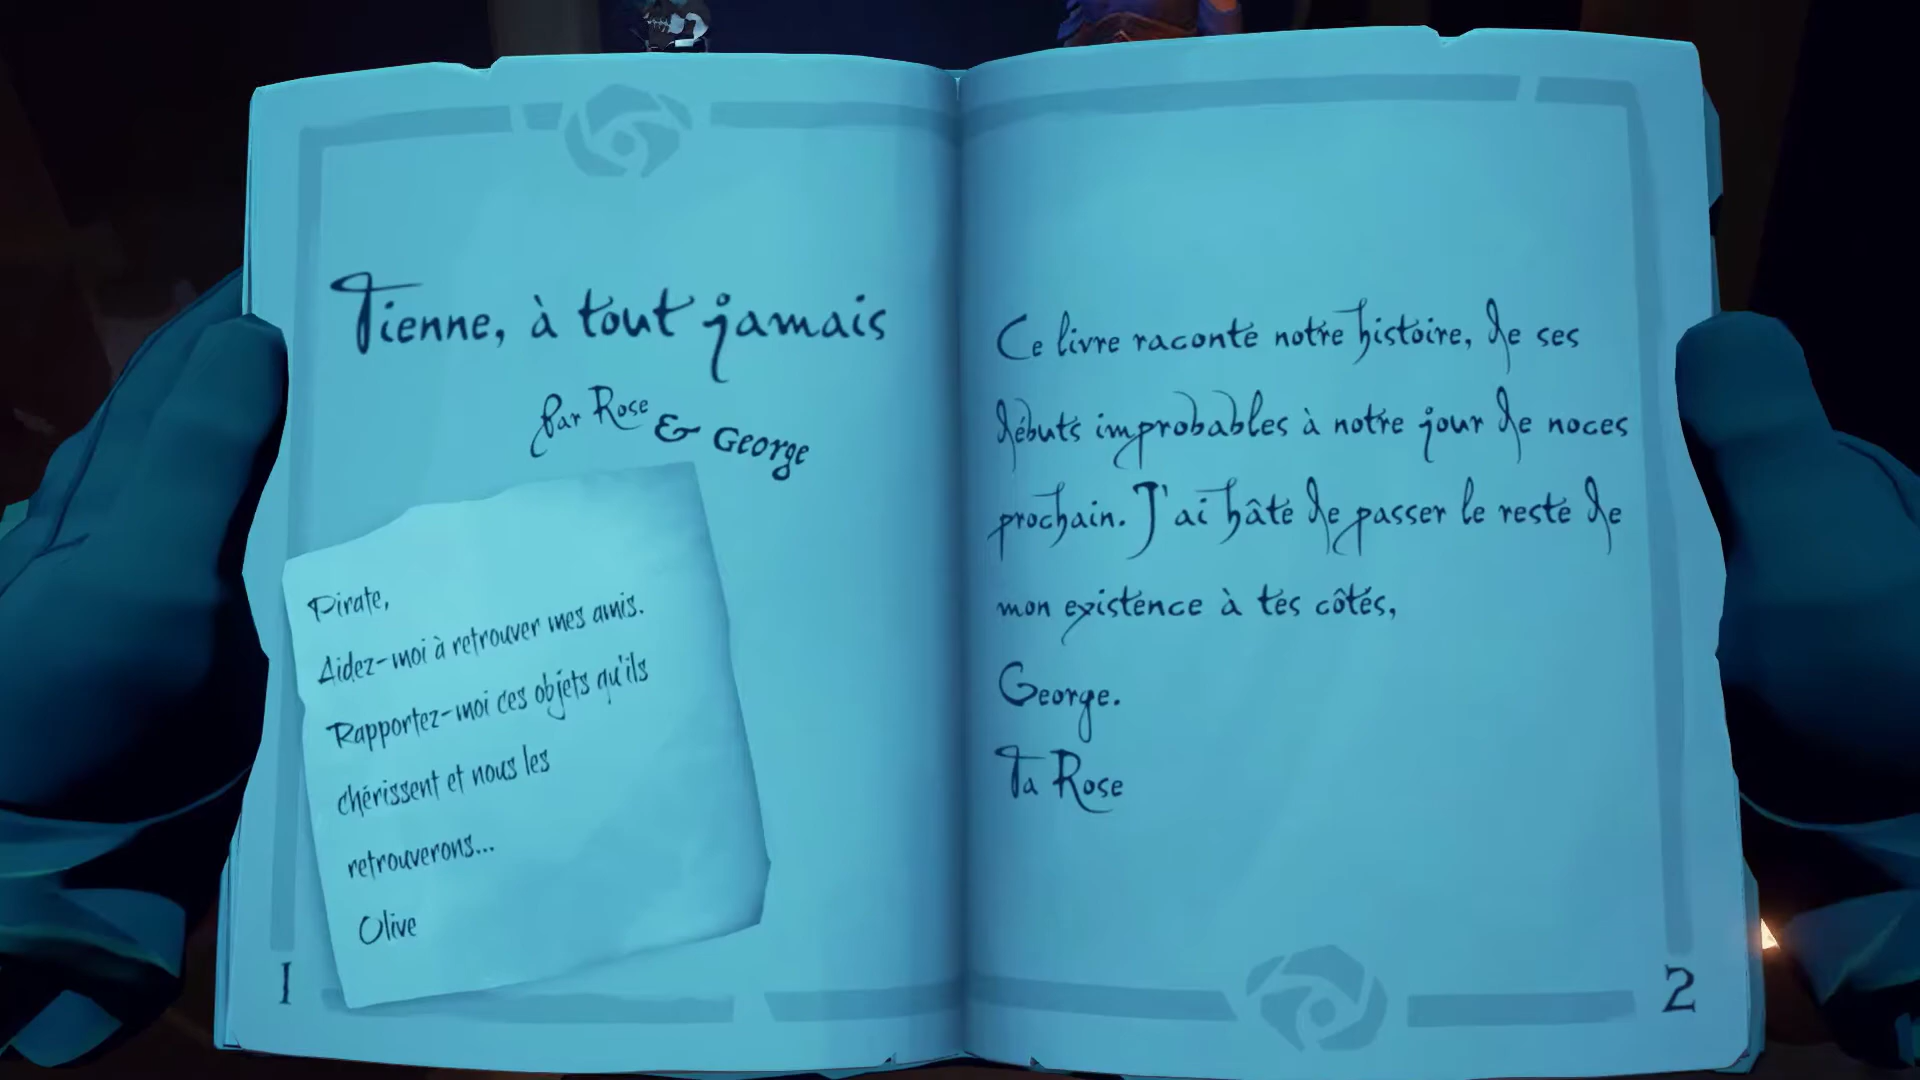 Tienne, à tout jamais
Par Rose & George
Pirate,
Aidez-moi à retrouver mes amis.
Rapportez-moi ces objets qu'ils
chérissent et nous les
retrouverons...
Olive
1
Ce livre raconte notre histoire, de ses
débuts improbables à notre jour de noces
prochain. J'ai hâte de passer le reste de
mon existence à tes côtés,
George.
Ta Rose
2